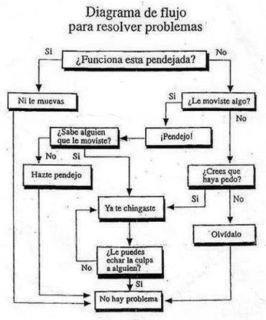 Diagrama de flujo
para resolver problemas
Si
No
¿Funciona esta pendejada?
Ni le muevas
Si
¿Le moviste algo?
No
¡Pendejo!
¿Sabe alguien
que le moviste?
No
Si
Hazte pendejo
¿Crees que
haya pedo?
Si
No
Ya te chingaste
Olvídalo
¿Le puedes
echar la culpa
a alguien?
No
Si
No hay problema